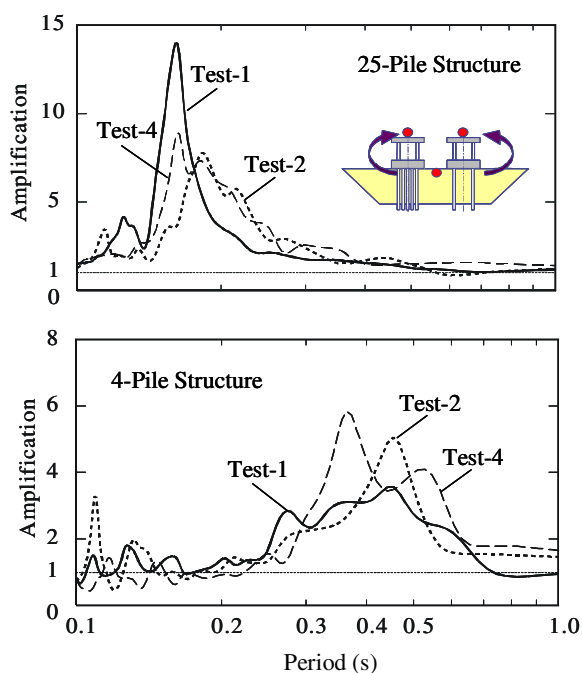 15
Test-1
25-Pile Structure
10
Test-4
Test-2
Amplification
5
1
0
8
4-Pile Structure
6
Test-2
Test-1
Test-4
Amplification
4
2
1
0
0.1
0.2
0.3
0.4
0.5
1.0
Period (s)